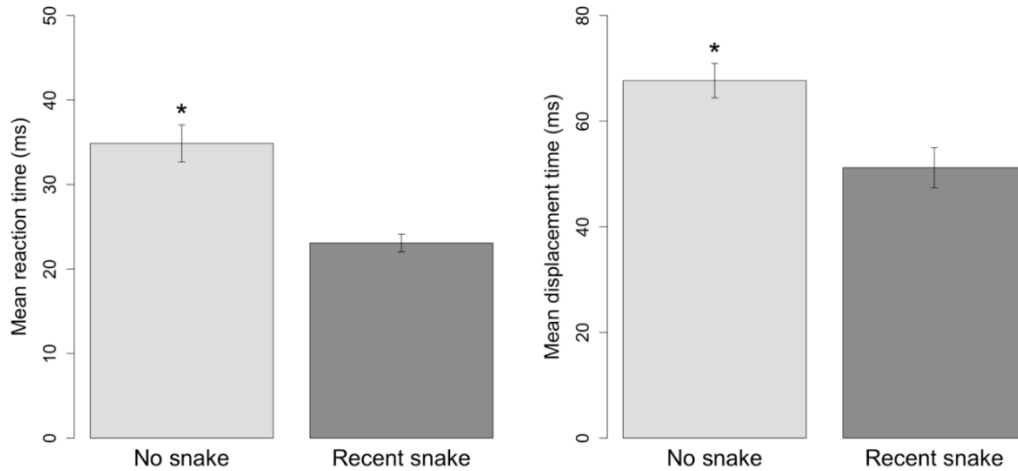 Mean reaction time (ms)
50
40
30
20
10
0
*
No snake
Recent snake
Mean displacement time (ms)
80
60
40
20
0
*
No snake
Recent snake